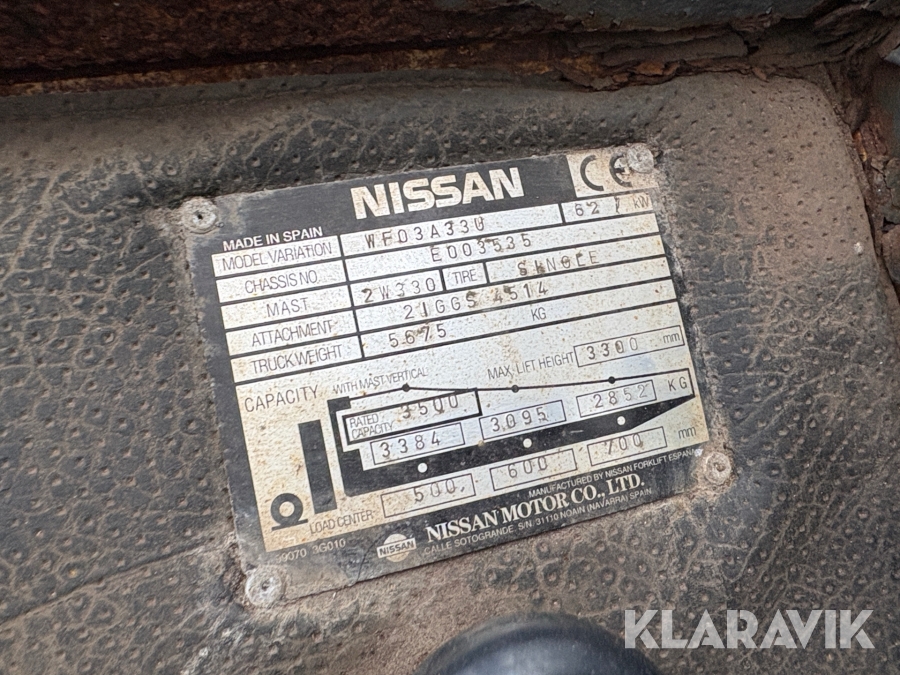 NISSAN CE
MADE IN SPAIN
MODEL VARIATION WF03A33U 62 kW
CHASSIS NO. E003535
MAST 2W330 TIRE SINGLE
ATTACHMENT 2IGGS 4514
TRUCK WEIGHT 5675 KG
CAPACITY WITH MAST VERTICAL MAX. LIFT HEIGHT 3300 mm
RATED CAPACITY 3500
3384 3095 2852 KG
LOAD CENTER 500 600 700 mm
MANUFACTURED BY NISSAN FORKLIFT ESPAÑA
NISSAN NISSAN MOTOR CO., LTD.
3G010 CALLE SOTOGRANDE, S/N, 31110 NOAIN (NAVARRA) SPAIN
KLARAVIK